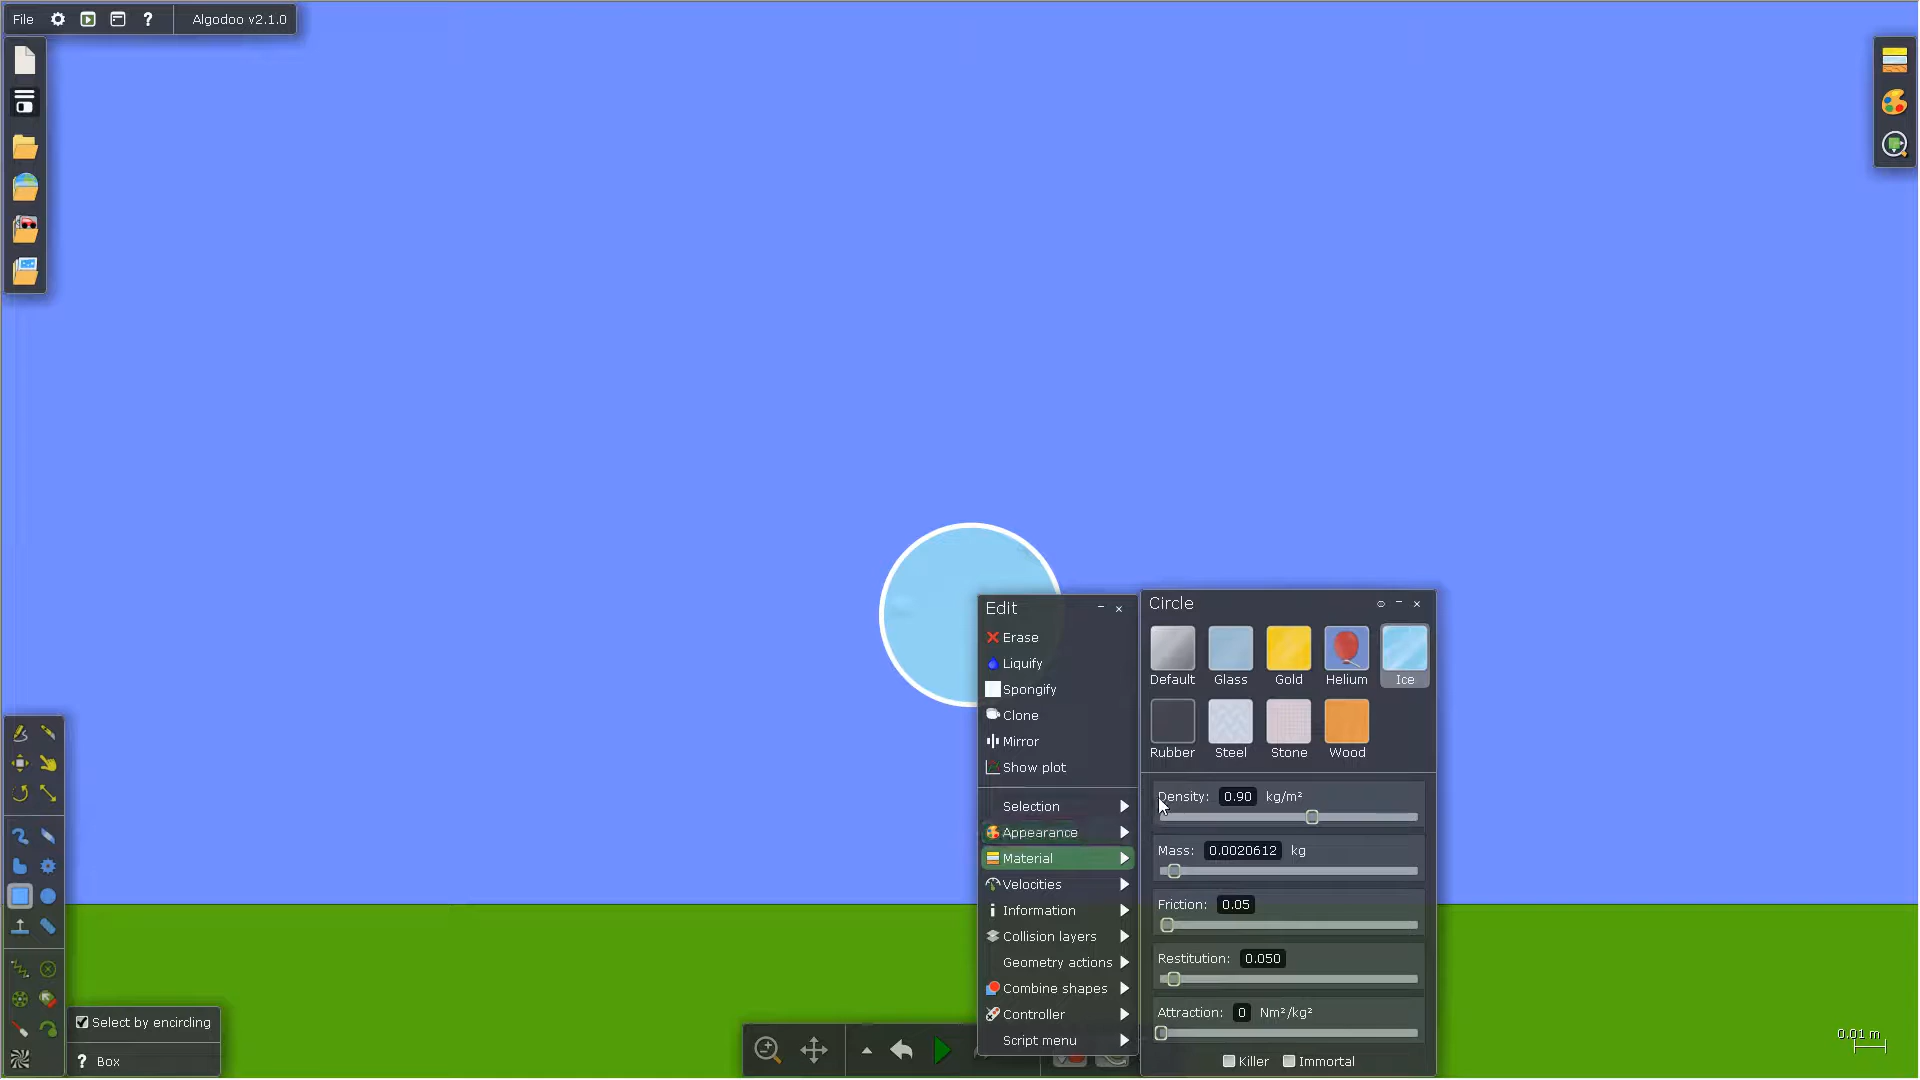 File
?
Algodoo v2.1.0
Edit
Erase
Liquify
Spongify
Clone
Mirror
Show plot
Selection
Appearance
Material
Velocities
Information
Collision layers
Geometry actions
Combine shapes
Controller
Script menu
Circle
Default Glass Gold Helium Ice
Rubber Steel Stone Wood
Density: 0.90 kg/m²
Mass: 0.0020612 kg
Friction: 0.05
Restitution: 0.050
Attraction: 0 Nm²/kg²
Killer Immortal
Select by encircling
? Box
0.01 m